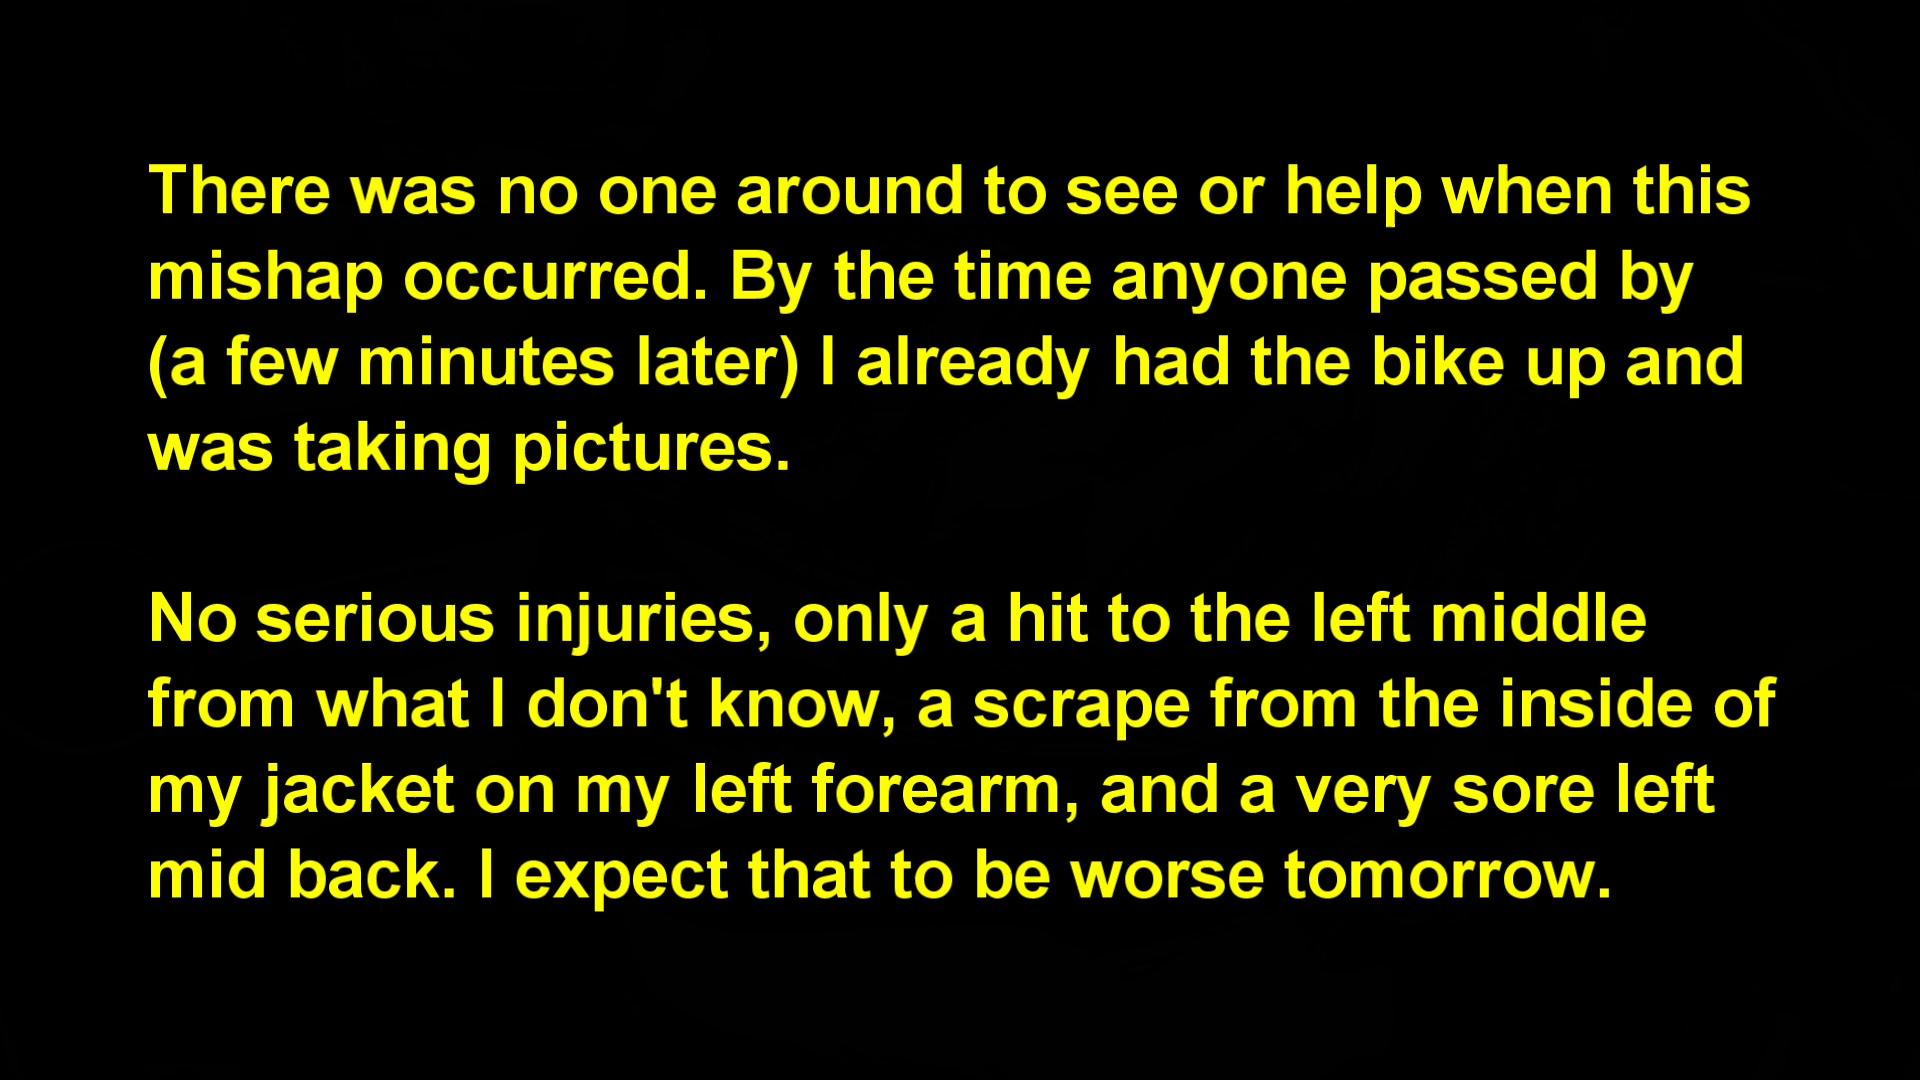 There was no one around to see or help when this
mishap occurred. By the time anyone passed by
(a few minutes later) I already had the bike up and
was taking pictures.
No serious injuries, only a hit to the left middle
from what I don't know, a scrape from the inside of
my jacket on my left forearm, and a very sore left
mid back. I expect that to be worse tomorrow.